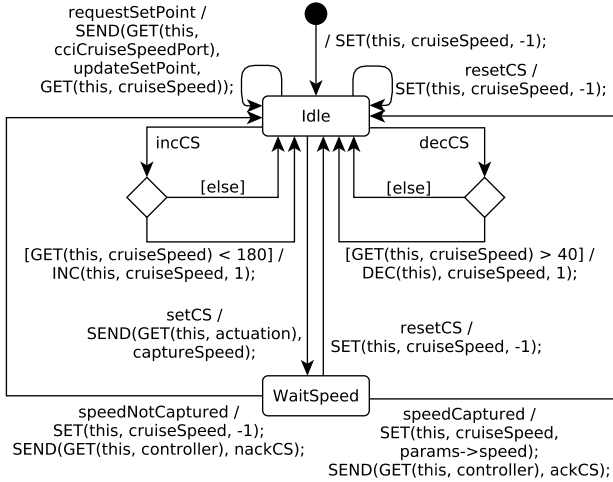 requestSetPoint /
SEND(GET(this,
cciCruiseSpeedPort),
updateSetPoint,
GET(this, cruiseSpeed));
/ SET(this, cruiseSpeed, -1);
resetCS /
SET(this, cruiseSpeed, -1);
Idle
incCS
decCS
[else]
[else]
[GET(this, cruiseSpeed) < 180] /
INC(this, cruiseSpeed, 1);
[GET(this, cruiseSpeed) > 40] /
DEC(this), cruiseSpeed, 1);
setCS /
SEND(GET(this, actuation),
captureSpeed);
resetCS /
SET(this, cruiseSpeed, -1);
WaitSpeed
speedNotCaptured /
SET(this, cruiseSpeed, -1);
SEND(GET(this, controller), nackCS);
speedCaptured /
SET(this, cruiseSpeed,
params->speed);
SEND(GET(this, controller), ackCS);